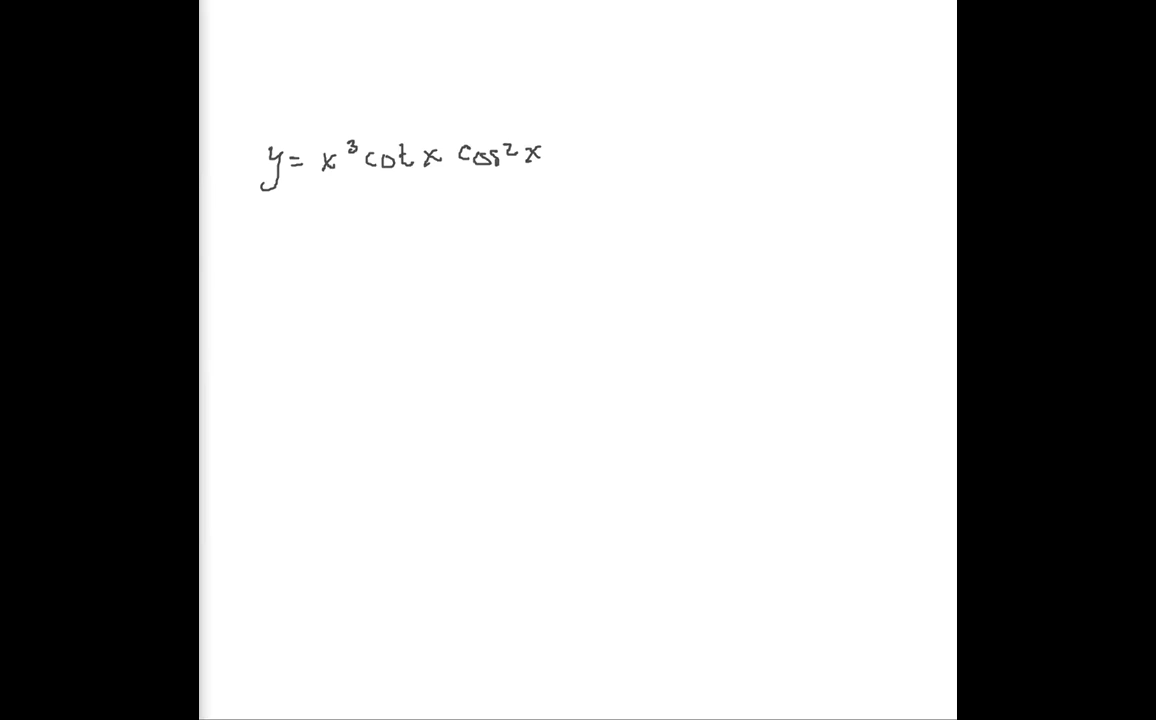 y = x³ cot x cos² x